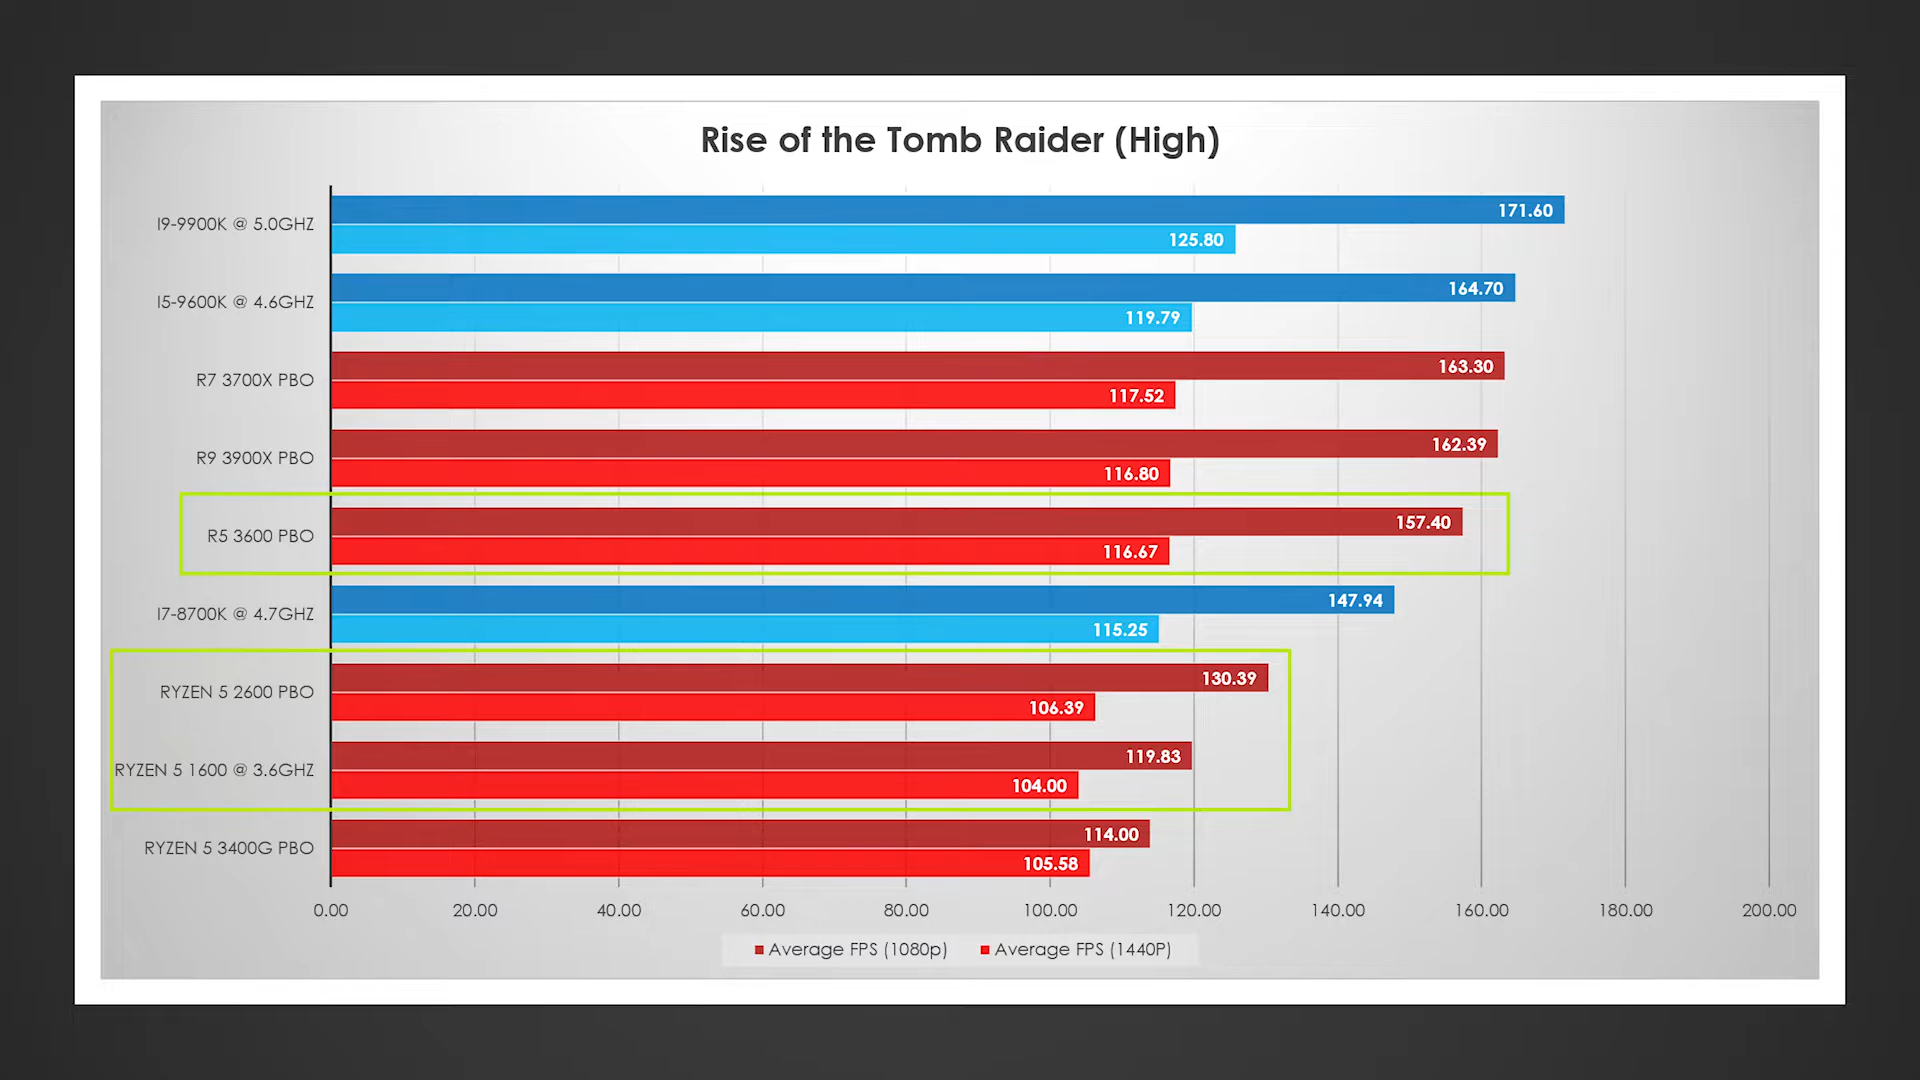 Rise of the Tomb Raider (High)
I9-9900K @ 5.0GHZ
171.60
125.80
I5-9600K @ 4.6GHZ
164.70
119.79
R7 3700X PBO
163.30
117.52
R9 3900X PBO
162.39
116.80
R5 3600 PBO
157.40
116.67
I7-8700K @ 4.7GHZ
147.94
115.25
RYZEN 5 2600 PBO
130.39
106.39
RYZEN 5 1600 @ 3.6GHZ
119.83
104.00
RYZEN 5 3400G PBO
114.00
105.58
0.00 20.00 40.00 60.00 80.00 100.00 120.00 140.00 160.00 180.00 200.00
Average FPS (1080p) Average FPS (1440P)